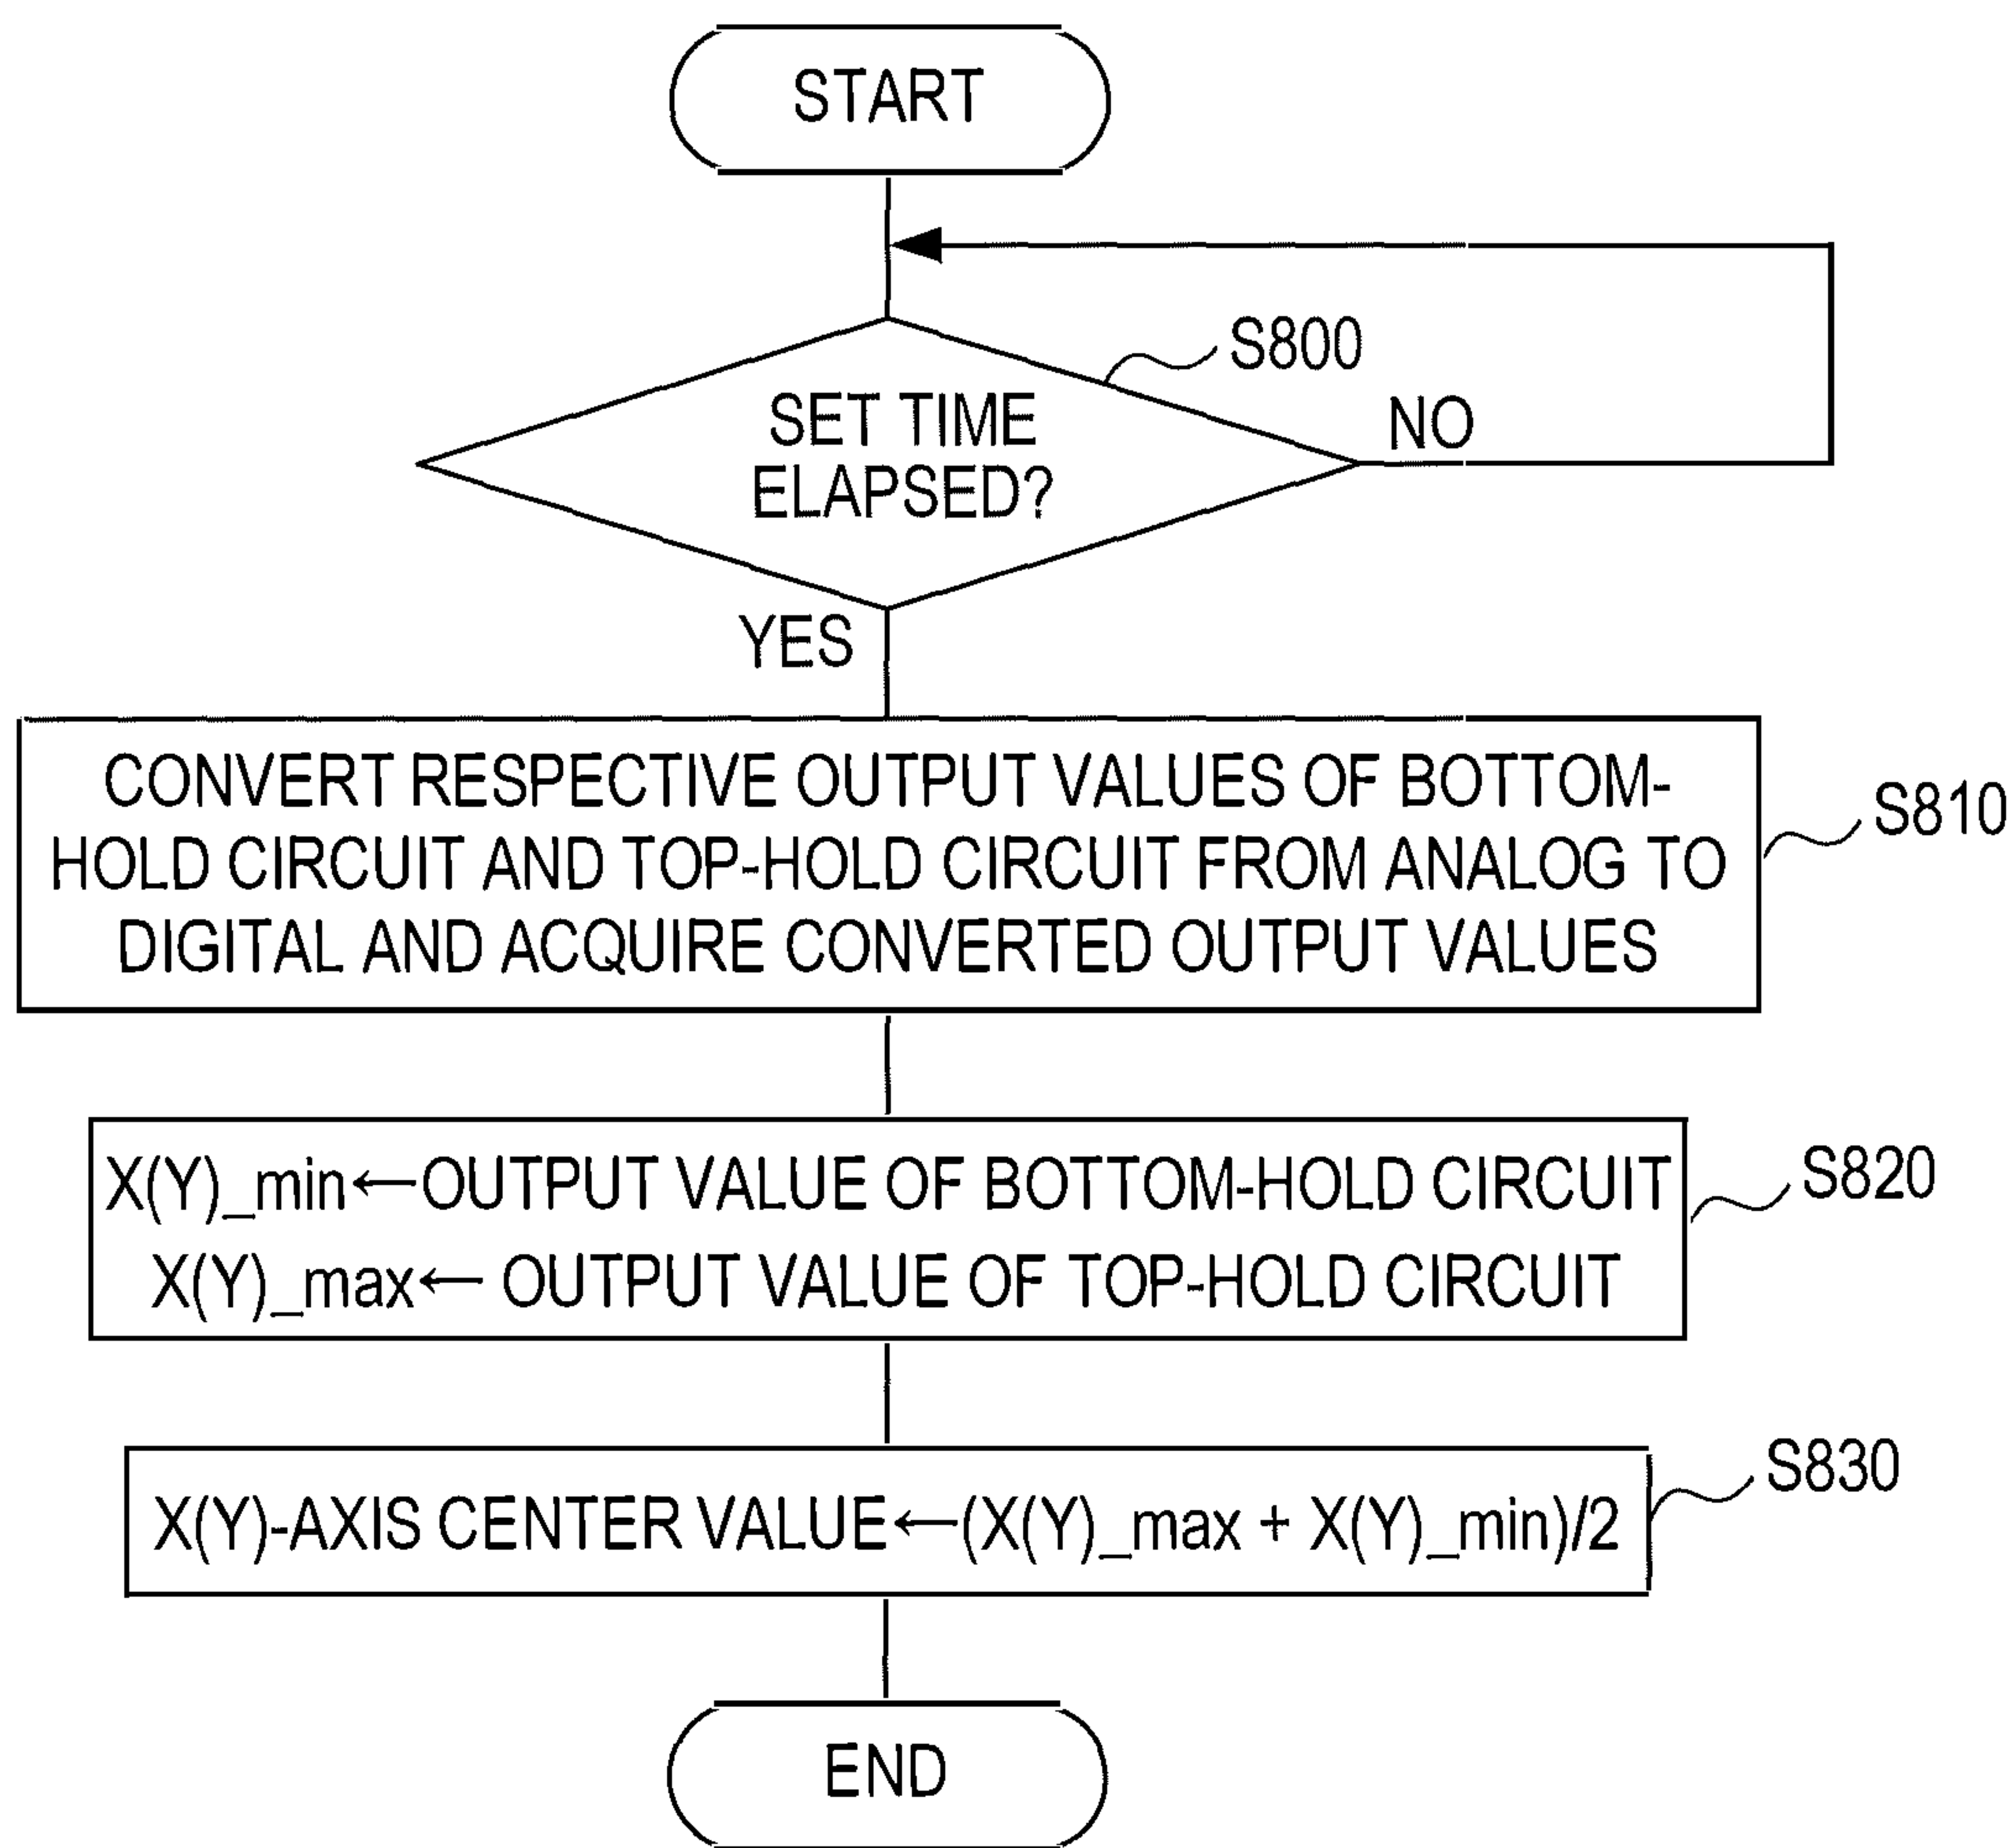 START
S800
SET TIME
ELAPSED?
NO
YES
CONVERT RESPECTIVE OUTPUT VALUES OF BOTTOM-
HOLD CIRCUIT AND TOP-HOLD CIRCUIT FROM ANALOG TO
DIGITAL AND ACQUIRE CONVERTED OUTPUT VALUES
S810
X(Y)_min←OUTPUT VALUE OF BOTTOM-HOLD CIRCUIT
X(Y)_max← OUTPUT VALUE OF TOP-HOLD CIRCUIT
S820
X(Y)-AXIS CENTER VALUE←(X(Y)_max + X(Y)_min)/2
S830
END